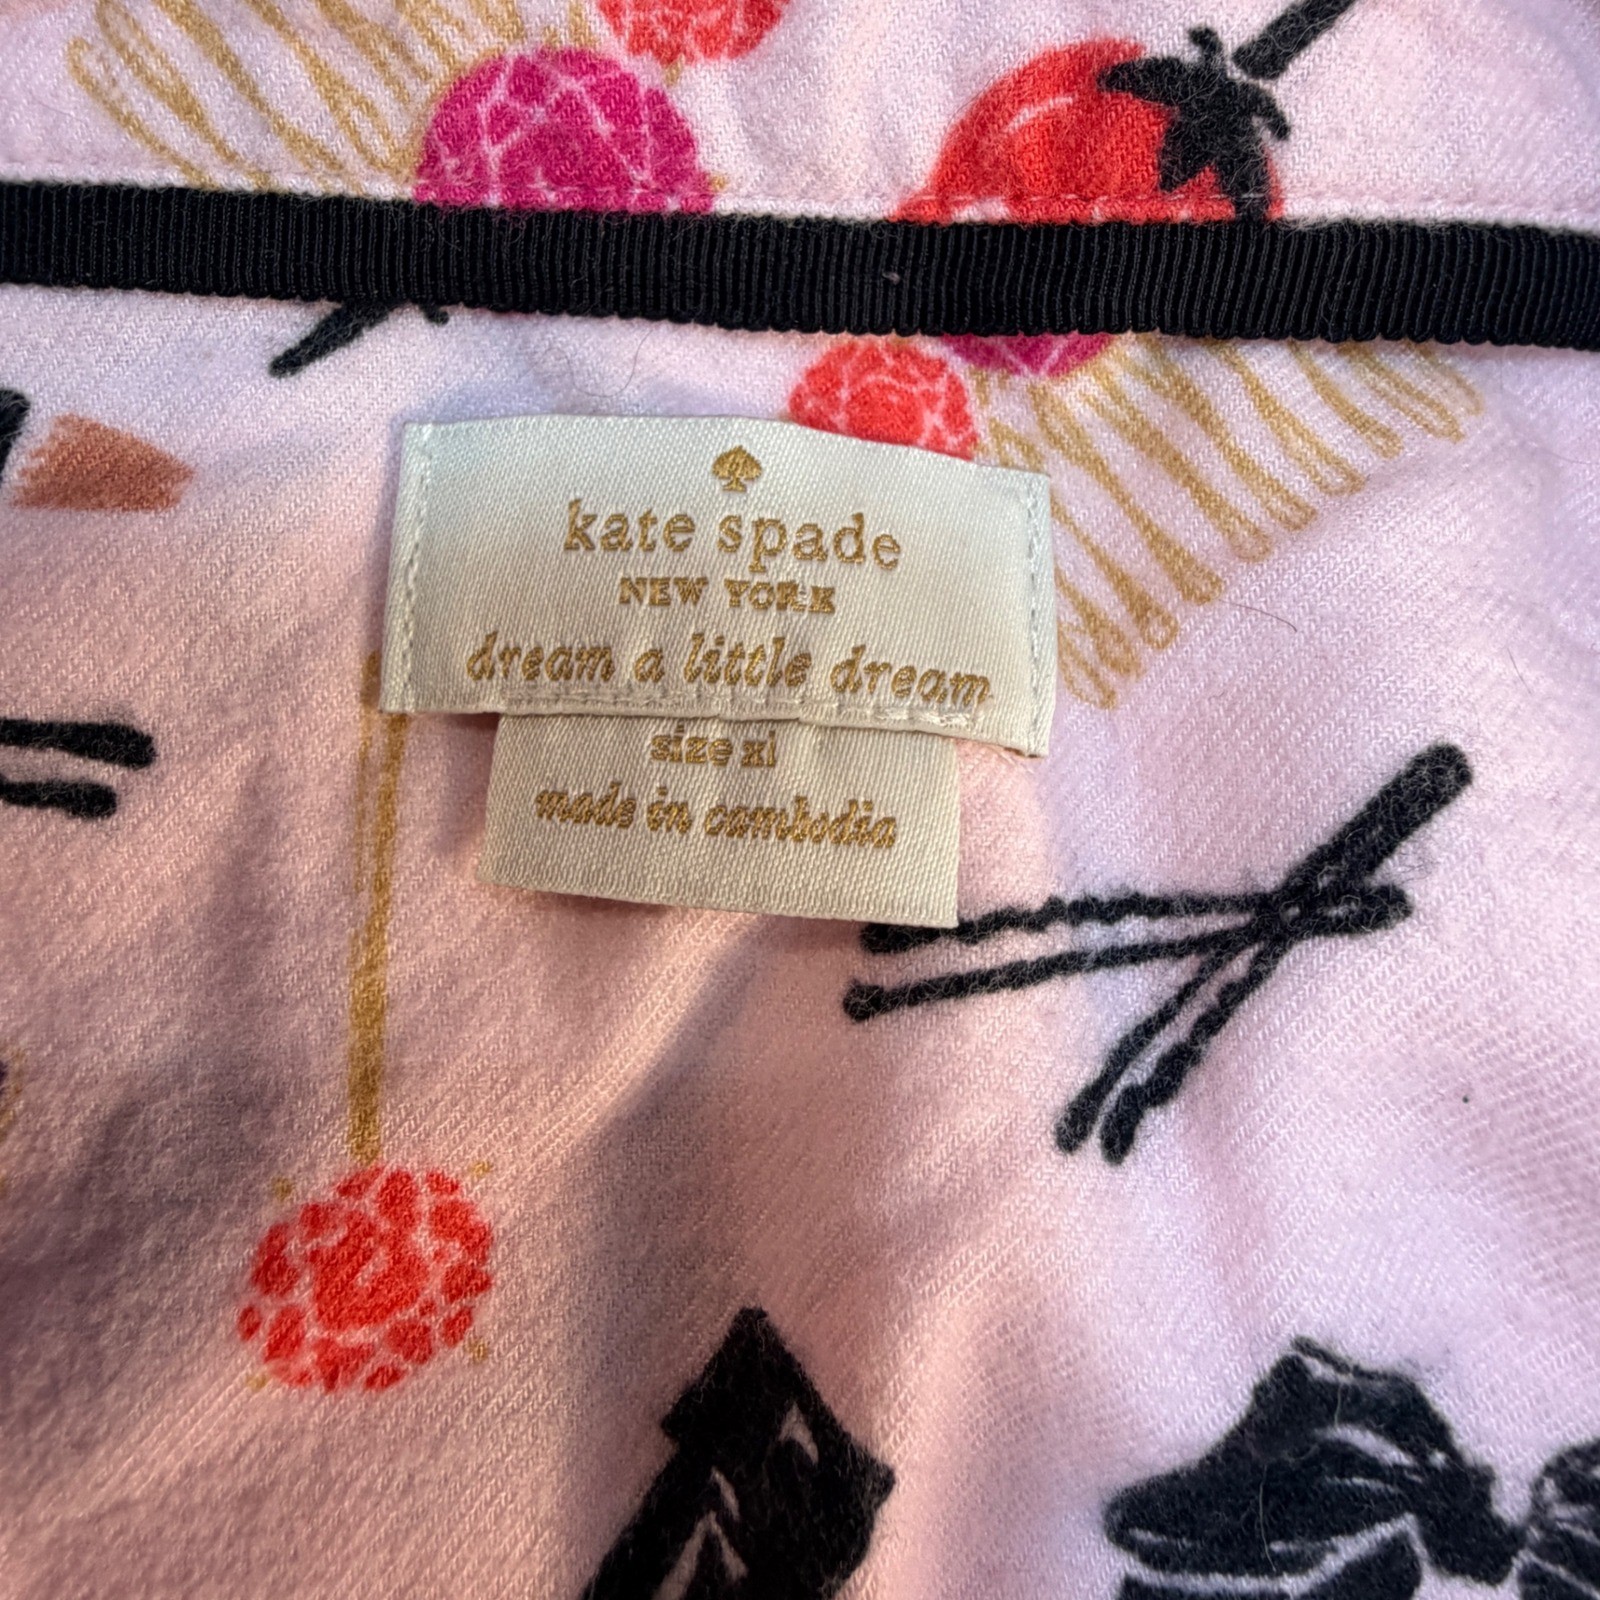 kate spade
NEW YORK
dream a little dream
size xl
made in cambodia